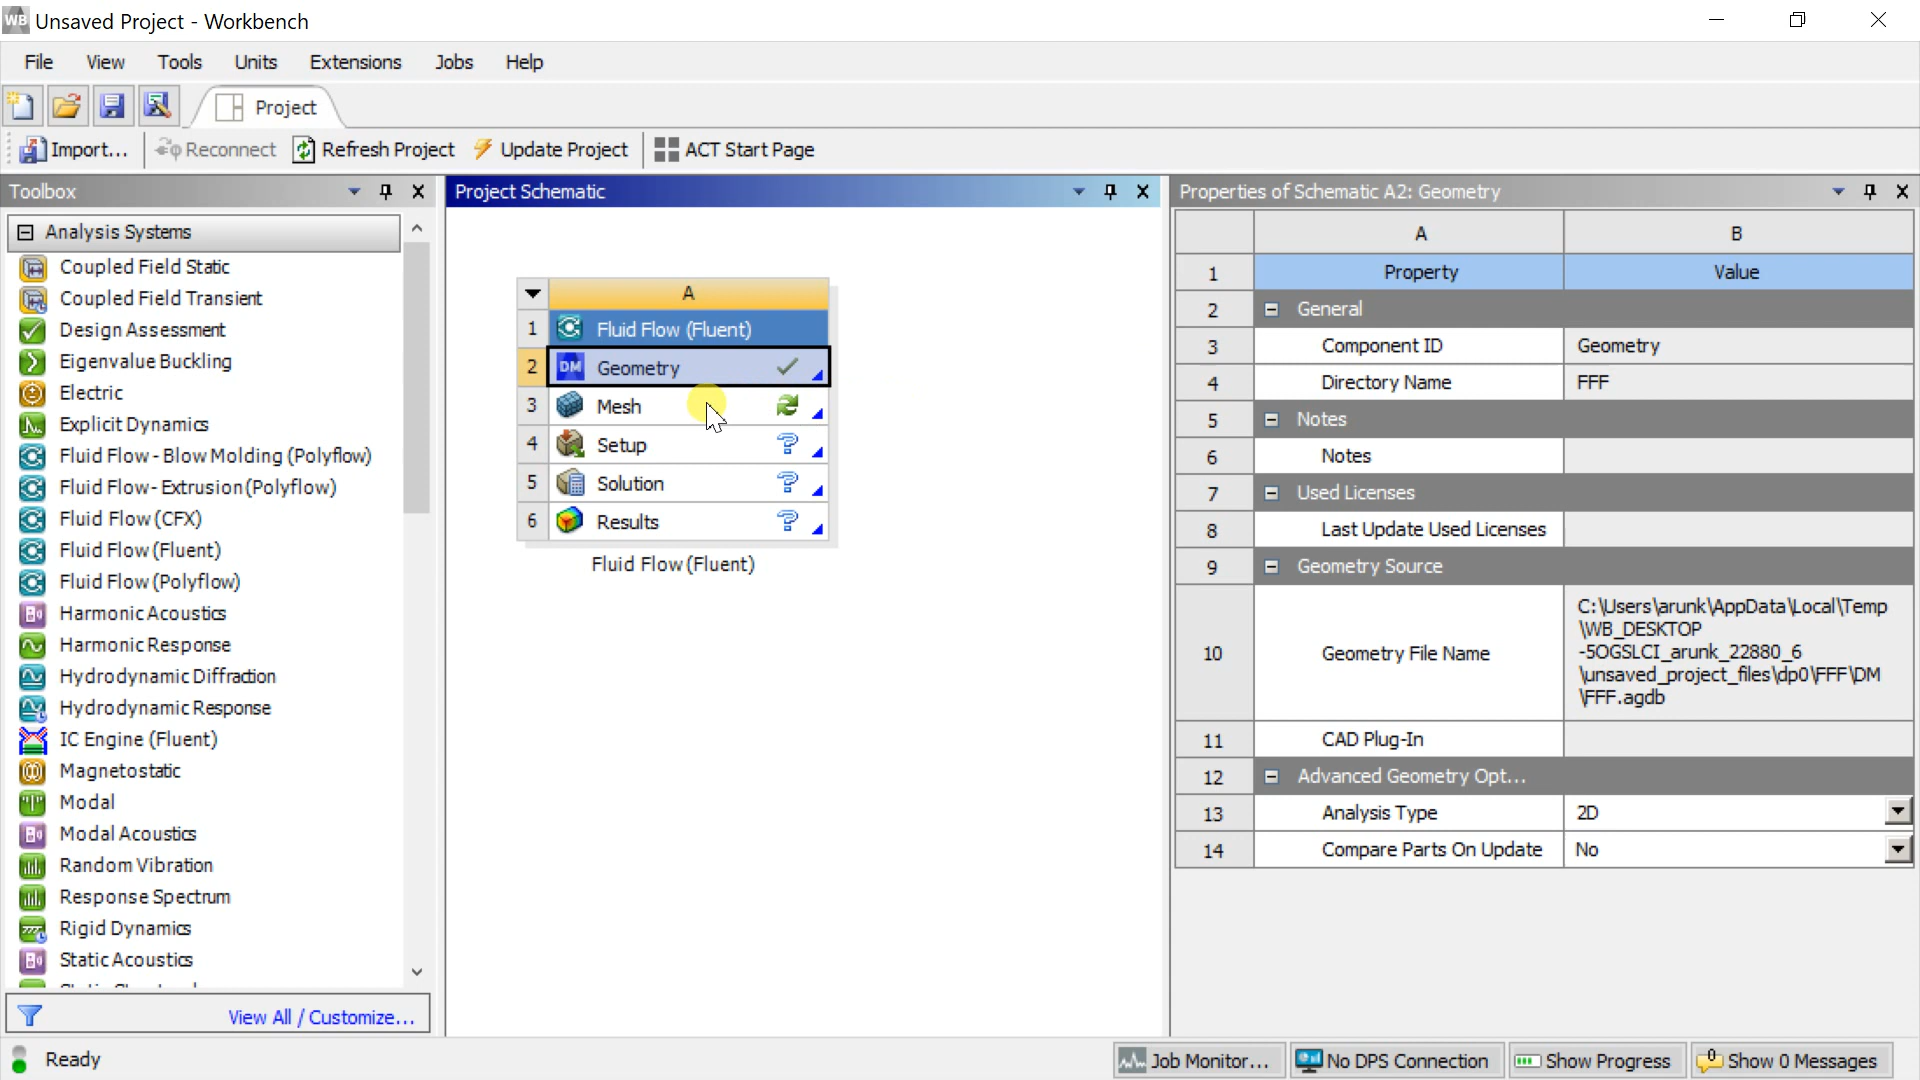 WB Unsaved Project - Workbench
File View Tools Units Extensions Jobs Help
Project
Import... Reconnect Refresh Project Update Project ACT Start Page
Toolbox
Analysis Systems
Coupled Field Static
Coupled Field Transient
Design Assessment
Eigenvalue Buckling
Electric
Explicit Dynamics
Fluid Flow - Blow Molding (Polyflow)
Fluid Flow - Extrusion (Polyflow)
Fluid Flow (CFX)
Fluid Flow (Fluent)
Fluid Flow (Polyflow)
Harmonic Acoustics
Harmonic Response
Hydrodynamic Diffraction
Hydrodynamic Response
IC Engine (Fluent)
Magnetostatic
Modal
Modal Acoustics
Random Vibration
Response Spectrum
Rigid Dynamics
Static Acoustics
View All / Customize...
Project Schematic
A
1 Fluid Flow (Fluent)
2 DM Geometry
3 Mesh
4 Setup
5 Solution
6 Results
Fluid Flow (Fluent)
Properties of Schematic A2: Geometry
A B
1 Property Value
2 General
3 Component ID Geometry
4 Directory Name FFF
5 Notes
6 Notes
7 Used Licenses
8 Last Update Used Licenses
9 Geometry Source
10 Geometry File Name
C:\Users\arunk\AppData\Local\Temp
\WB_DESKTOP
-5OGSLCI_arunk_22880_6
\unsaved_project_files\dp0\FFF\DM
\FFF.agdb
11 CAD Plug-In
12 Advanced Geometry Opt...
13 Analysis Type 2D
14 Compare Parts On Update No
Ready
Job Monitor... No DPS Connection Show Progress 0 Show 0 Messages